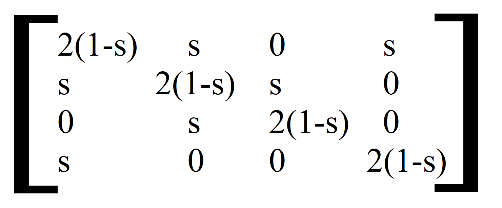 2(1-s) s 0 s
s 2(1-s) s 0
0 s 2(1-s) 0
s 0 0 2(1-s)